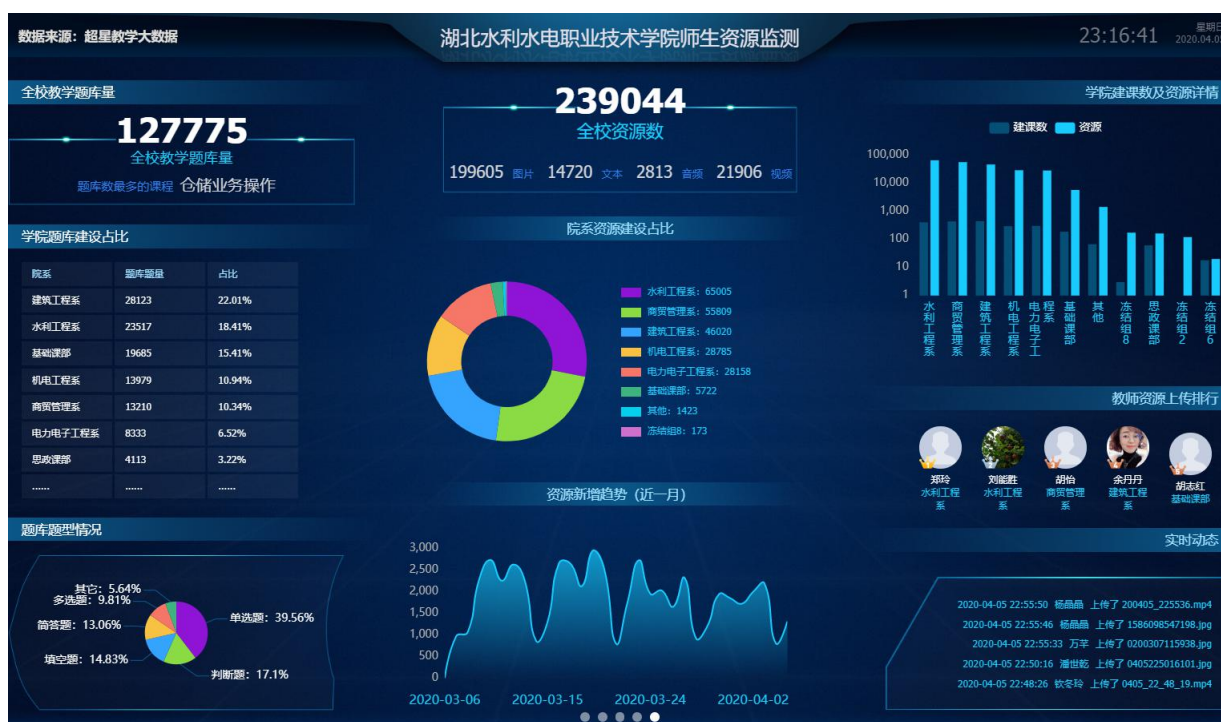 数据来源：超星教学大数据
湖北水利水电职业技术学院师生资源监测
23:16:41
2020.04.05
全校教学题库量
127775
全校教学题库量
题库数最多的课程 仓储业务操作
学院题库建设占比
院系 题库题量 占比
建筑工程系 28123 22.01%
水利工程系 23517 18.41%
基础课部 19685 15.41%
机电工程系 13979 10.94%
商贸管理系 13210 10.34%
电力电子工程系 8333 6.52%
思政课部 4113 3.22%
...... ...... ......
题库题型情况
其它：5.64%
多选题：9.81%
简答题：13.06%
填空题：14.83%
单选题：39.56%
判断题：17.1%
239044
全校资源数
199605 图片 14720 文本 2813 音频 21906 视频
院系资源建设占比
水利工程系：65005
商贸管理系：55809
建筑工程系：46020
机电工程系：28785
电力电子工程系：28158
基础课部：5722
其他：1423
冻结组8：173
资源新增趋势（近一月）
3,000
2,500
2,000
1,500
1,000
500
0
2020-03-06 2020-03-15 2020-03-24 2020-04-02
学院建课数及资源详情
建课数 资源
100,000
10,000
1,000
100
10
1
水利工程系
商贸管理系
建筑工程系
机电工程系
电力电子工程系
基础课部
其他
冻结组8
思政课部
冻结组2
冻结组6
教师资源上传排行
郑玲
水利工程系
刘能胜
水利工程系
胡怡
商贸管理系
余丹丹
建筑工程系
胡志红
基础课部
实时动态
2020-04-05 22:55:50 杨晶晶 上传了 200405_225536.mp4
2020-04-05 22:55:46 杨晶晶 上传了 1586098547198.jpg
2020-04-05 22:55:33 万芊 上传了 0200307115938.jpg
2020-04-05 22:50:16 潘世乾 上传了 0405225016101.jpg
2020-04-05 22:48:26 钦冬玲 上传了 0405_22_48_19.mp4